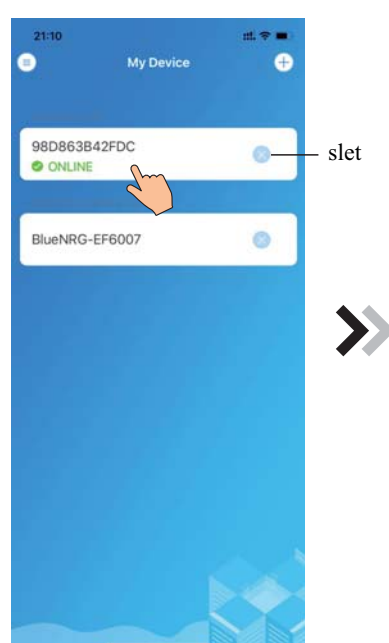 21:10
My Device
98D863B42FDC
ONLINE
slet
BlueNRG-EF6007